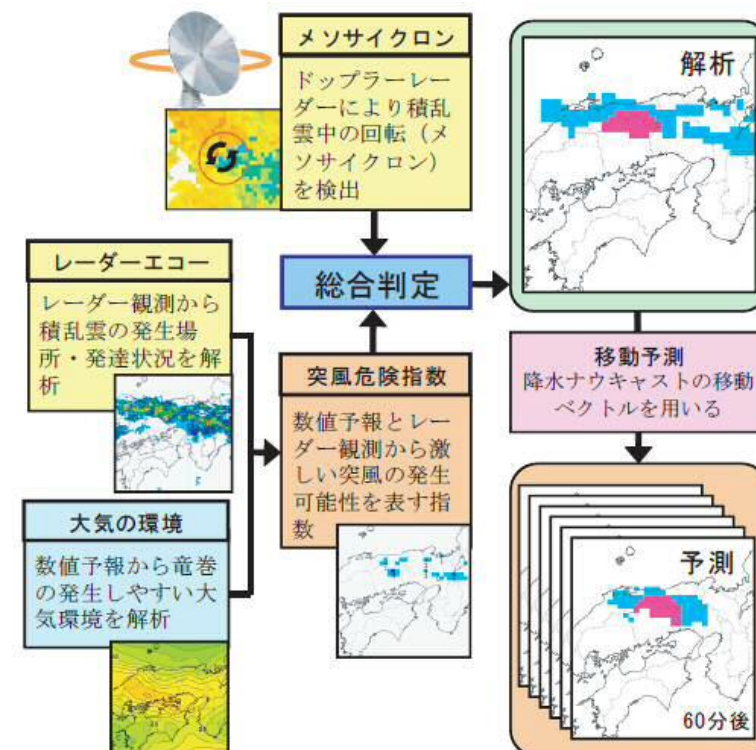 メソサイクロン
ドップラーレー
ダーにより積乱
雲中の回転（メ
ソサイクロン）
を検出
レーダーエコー
レーダー観測から
積乱雲の発生場
所・発達状況を解
析
大気の環境
数値予報から竜巻
の発生しやすい大
気環境を解析
総合判定
突風危険指数
数値予報とレー
ダー観測から激
しい突風の発生
可能性を表す指
数
解析
移動予測
降水ナウキャストの移動
ベクトルを用いる
予測
60分後